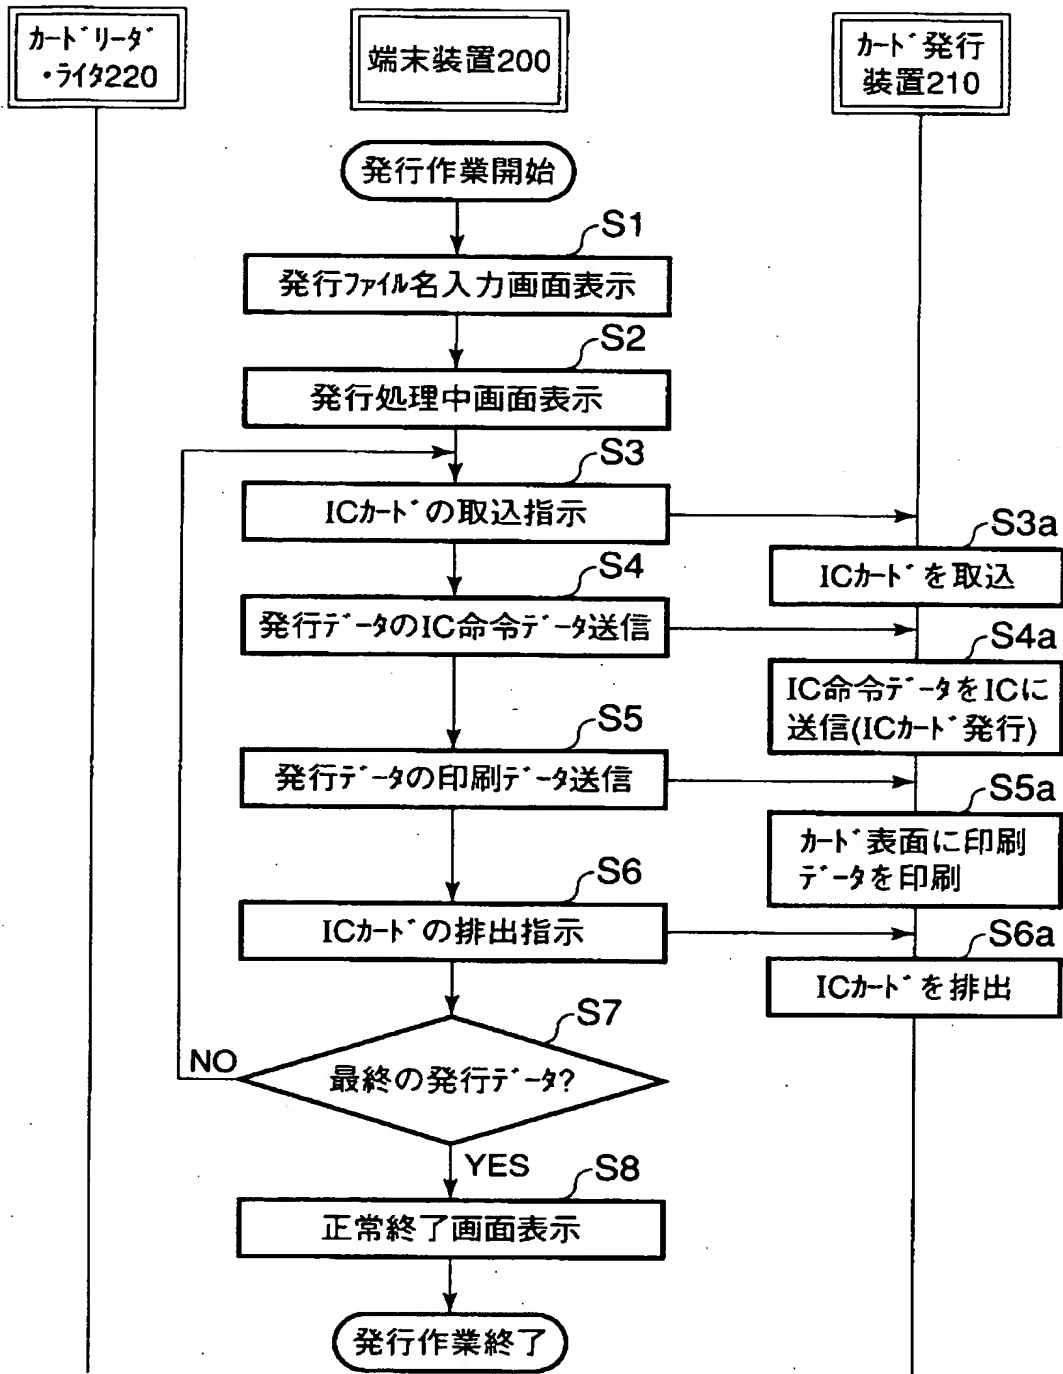 カードリーダ
・ライタ220
端末装置200
カード発行
装置210
発行作業開始
S1
発行ファイル名入力画面表示
S2
発行処理中画面表示
S3
ICカードの取込指示
S3a
ICカードを取込
S4
発行データのIC命令データ送信
S4a
IC命令データをICに
送信(ICカード発行)
S5
発行データの印刷データ送信
S5a
カード表面に印刷
データを印刷
S6
ICカードの排出指示
S6a
ICカードを排出
S7
NO
最終の発行データ?
YES
S8
正常終了画面表示
発行作業終了